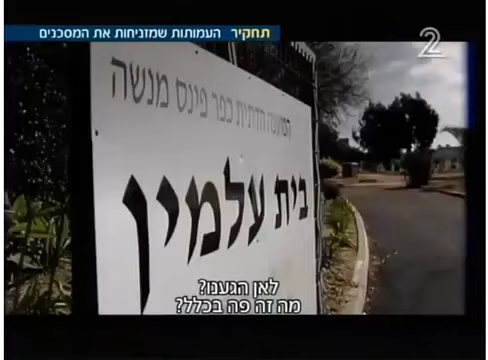 תחקיר העמותות שמזניחות את המסכנים
2
המועצה הדתית כפר פינס מנשה
בית עלמין
לאן הגענו?
מה זה פה בכלל?